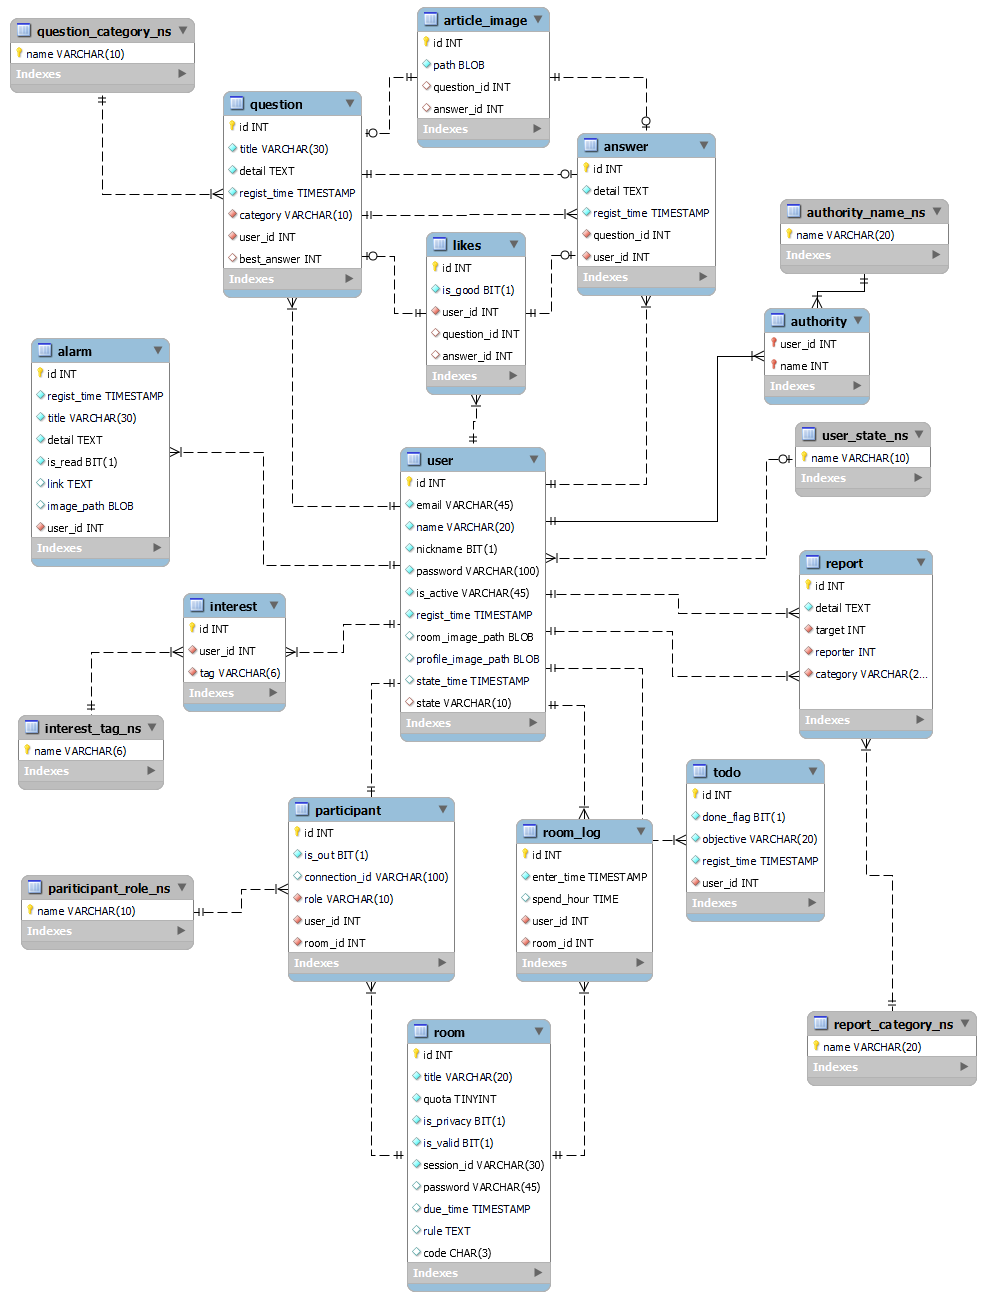 question_category_ns
name VARCHAR(10)
Indexes
article_image
id INT
path BLOB
question_id INT
answer_id INT
Indexes
question
id INT
title VARCHAR(30)
detail TEXT
regist_time TIMESTAMP
category VARCHAR(10)
user_id INT
best_answer INT
Indexes
answer
id INT
detail TEXT
regist_time TIMESTAMP
question_id INT
user_id INT
Indexes
authority_name_ns
name VARCHAR(20)
Indexes
likes
id INT
is_good BIT(1)
user_id INT
question_id INT
answer_id INT
Indexes
authority
user_id INT
name INT
Indexes
alarm
id INT
regist_time TIMESTAMP
title VARCHAR(30)
detail TEXT
is_read BIT(1)
link TEXT
image_path BLOB
user_id INT
Indexes
user_state_ns
name VARCHAR(10)
Indexes
user
id INT
email VARCHAR(45)
name VARCHAR(20)
nickname BIT(1)
password VARCHAR(100)
is_active VARCHAR(45)
regist_time TIMESTAMP
room_image_path BLOB
profile_image_path BLOB
state_time TIMESTAMP
state VARCHAR(10)
Indexes
report
id INT
detail TEXT
target INT
reporter INT
category VARCHAR(2...
Indexes
interest
id INT
user_id INT
tag VARCHAR(6)
Indexes
interest_tag_ns
name VARCHAR(6)
Indexes
todo
id INT
done_flag BIT(1)
objective VARCHAR(20)
regist_time TIMESTAMP
user_id INT
Indexes
participant
id INT
is_out BIT(1)
connection_id VARCHAR(100)
role VARCHAR(10)
user_id INT
room_id INT
Indexes
room_log
id INT
enter_time TIMESTAMP
spend_hour TIME
user_id INT
room_id INT
Indexes
pariticipant_role_ns
name VARCHAR(10)
Indexes
report_category_ns
name VARCHAR(20)
Indexes
room
id INT
title VARCHAR(20)
quota TINYINT
is_privacy BIT(1)
is_valid BIT(1)
session_id VARCHAR(30)
password VARCHAR(45)
due_time TIMESTAMP
rule TEXT
code CHAR(3)
Indexes